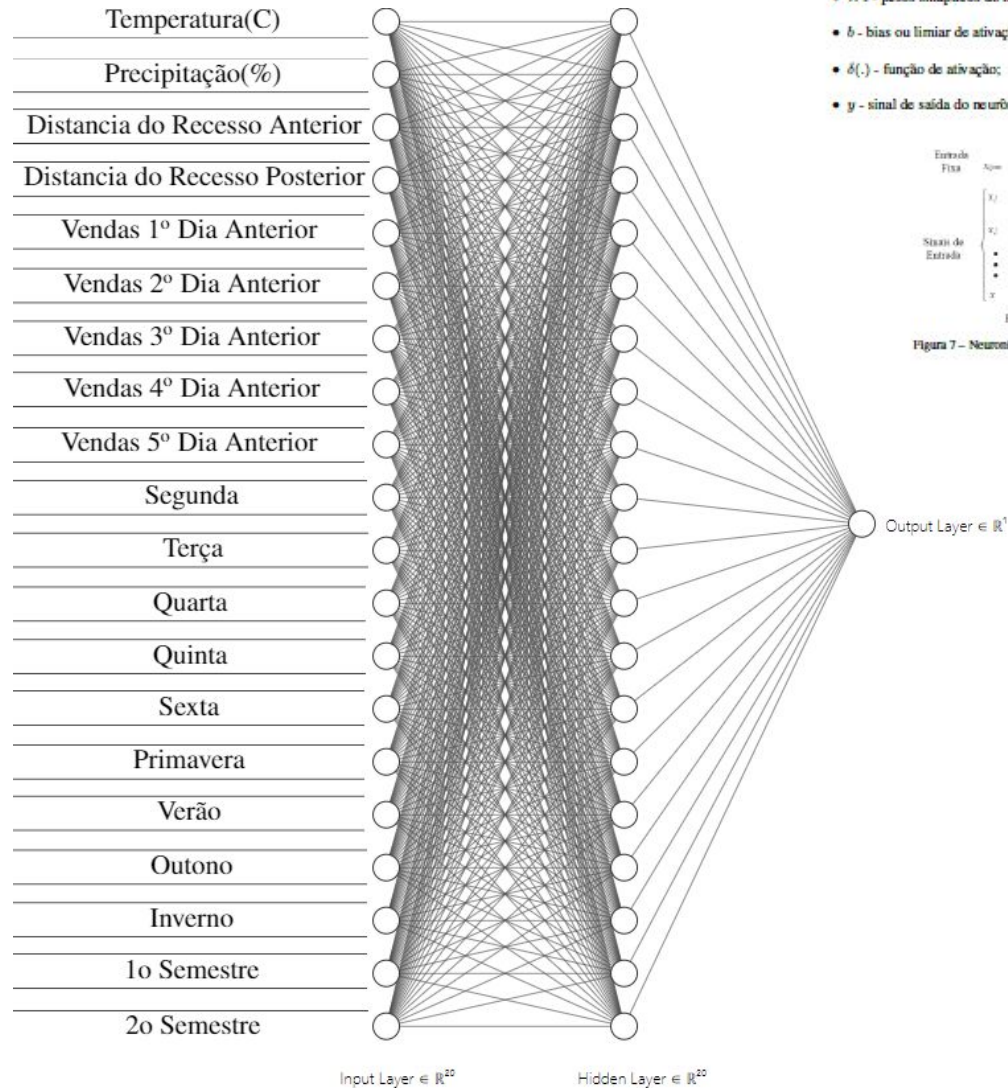 Temperatura(C)
Precipitação(%)
Distancia do Recesso Anterior
Distancia do Recesso Posterior
Vendas 1º Dia Anterior
Vendas 2º Dia Anterior
Vendas 3º Dia Anterior
Vendas 4º Dia Anterior
Vendas 5º Dia Anterior
Segunda
Terça
Quarta
Quinta
Sexta
Primavera
Verão
Outono
Inverno
1o Semestre
2o Semestre
Input Layer ∈ ℝ²⁰
Hidden Layer ∈ ℝ²⁰
Output Layer ∈ ℝ¹
• b - bias ou limiar de
• δ(.) - função de ativação;
• y - sinal de saída do
Entrada
Fixa
Sinais de
Entrada
Figura 7 –